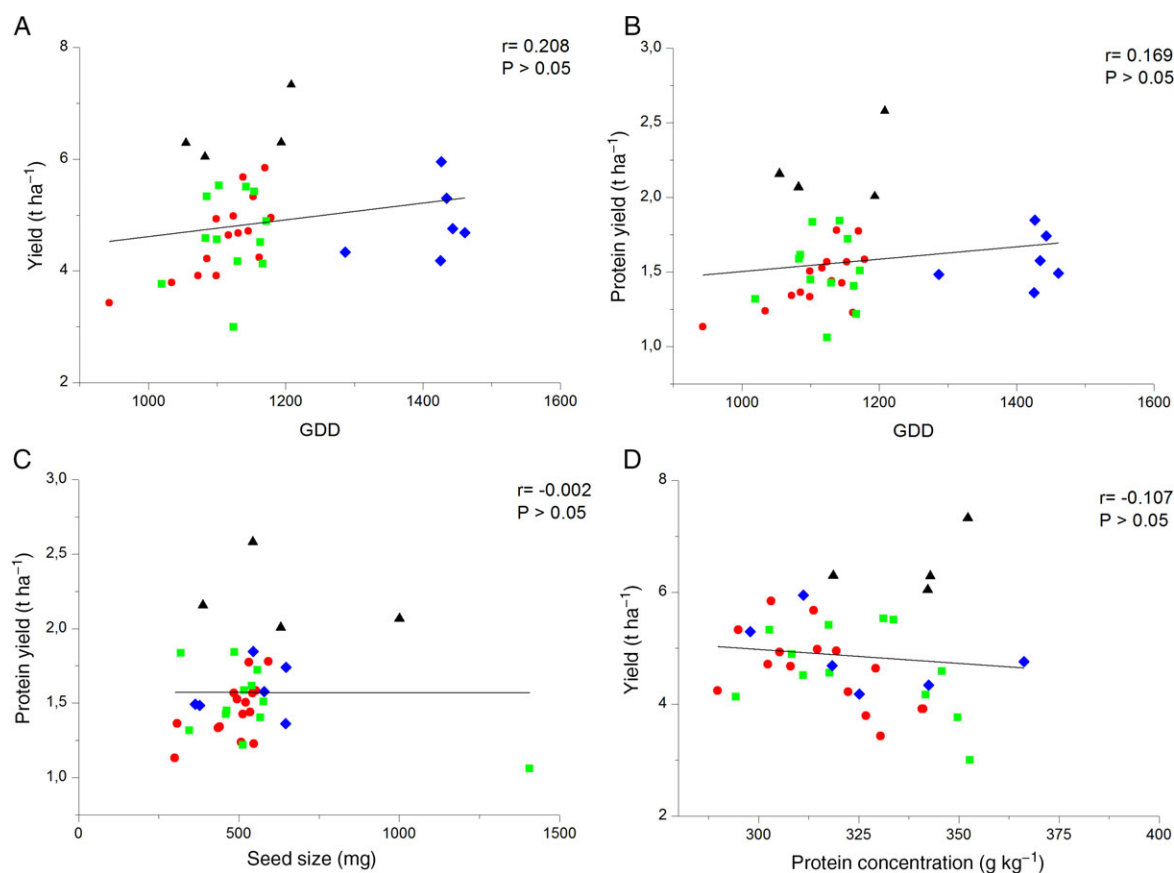 A
r= 0.208
P > 0.05
8
6
4
2
Yield (t ha⁻¹)
1000 1200 1400 1600
GDD
B
r= 0.169
P > 0.05
3,0
2,5
2,0
1,5
1,0
Protein yield (t ha⁻¹)
1000 1200 1400 1600
GDD
C
r= -0.002
P > 0.05
3,0
2,5
2,0
1,5
1,0
Protein yield (t ha⁻¹)
0 500 1000 1500
Seed size (mg)
D
r= -0.107
P > 0.05
8
6
4
2
Yield (t ha⁻¹)
300 325 350 375 400
Protein concentration (g kg⁻¹)